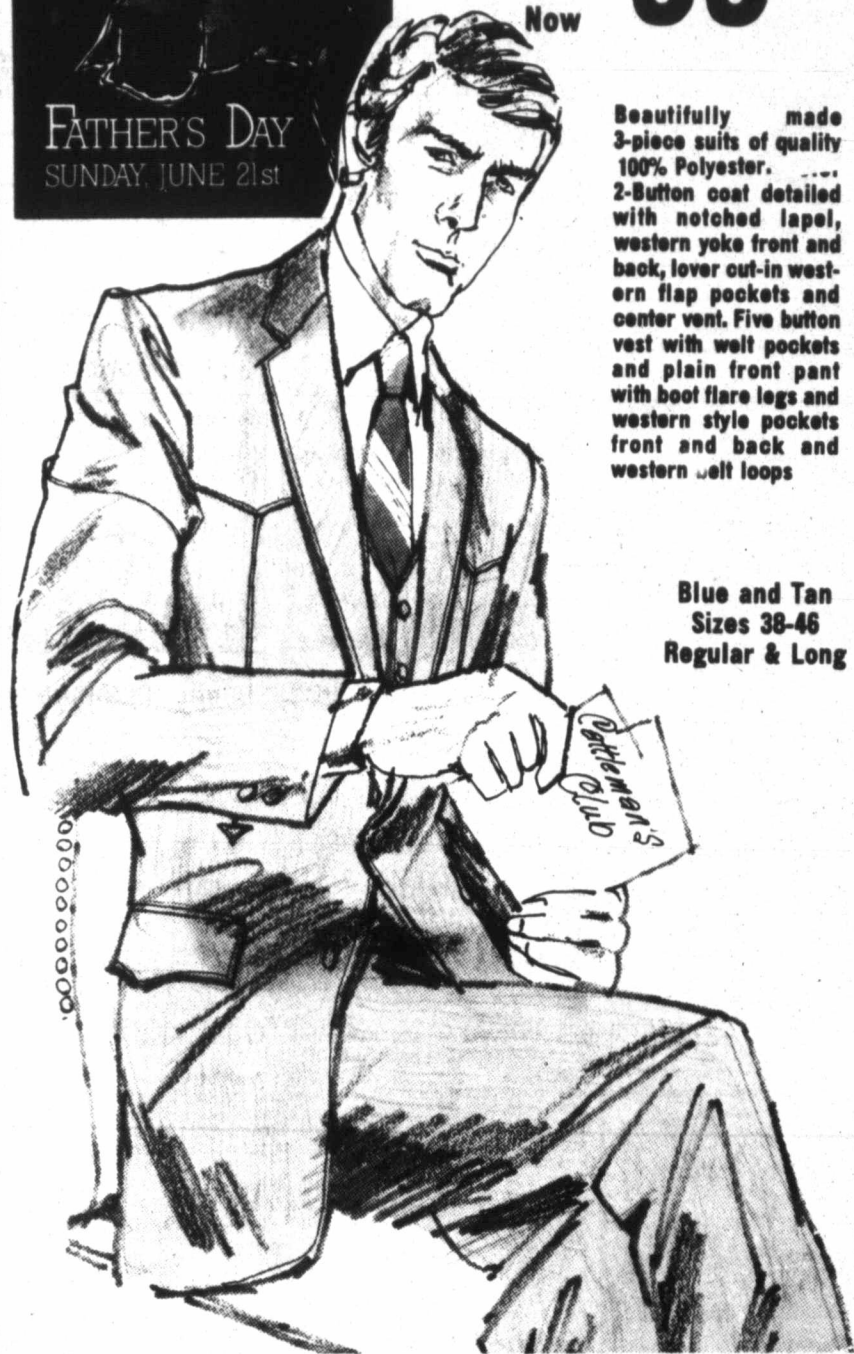 Now
FATHER'S DAY
SUNDAY, JUNE 21st
Beautifully made
3-piece suits of quality
100% Polyester.
2-Button coat detailed
with notched lapel,
western yoke front and
back, lover cut-in west-
ern flap pockets and
center vent. Five button
vest with welt pockets
and plain front pant
with boot flare legs and
western style pockets
front and back and
western belt loops
Blue and Tan
Sizes 38-46
Regular & Long
Cattleman's
Club